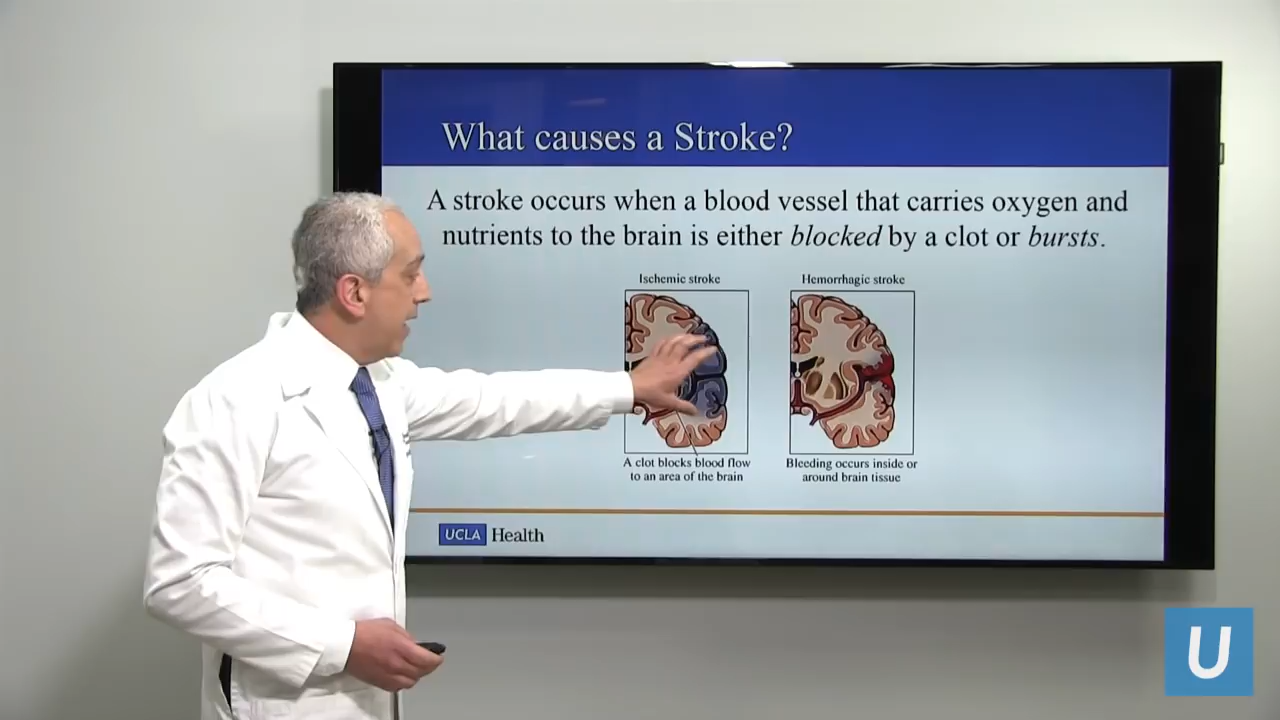 What causes a Stroke?
A stroke occurs when a blood vessel that carries oxygen and
nutrients to the brain is either blocked by a clot or bursts.
Ischemic stroke
Hemorrhagic stroke
A clot blocks blood flow
to an area of the brain
Bleeding occurs inside or
around brain tissue
UCLA Health
U